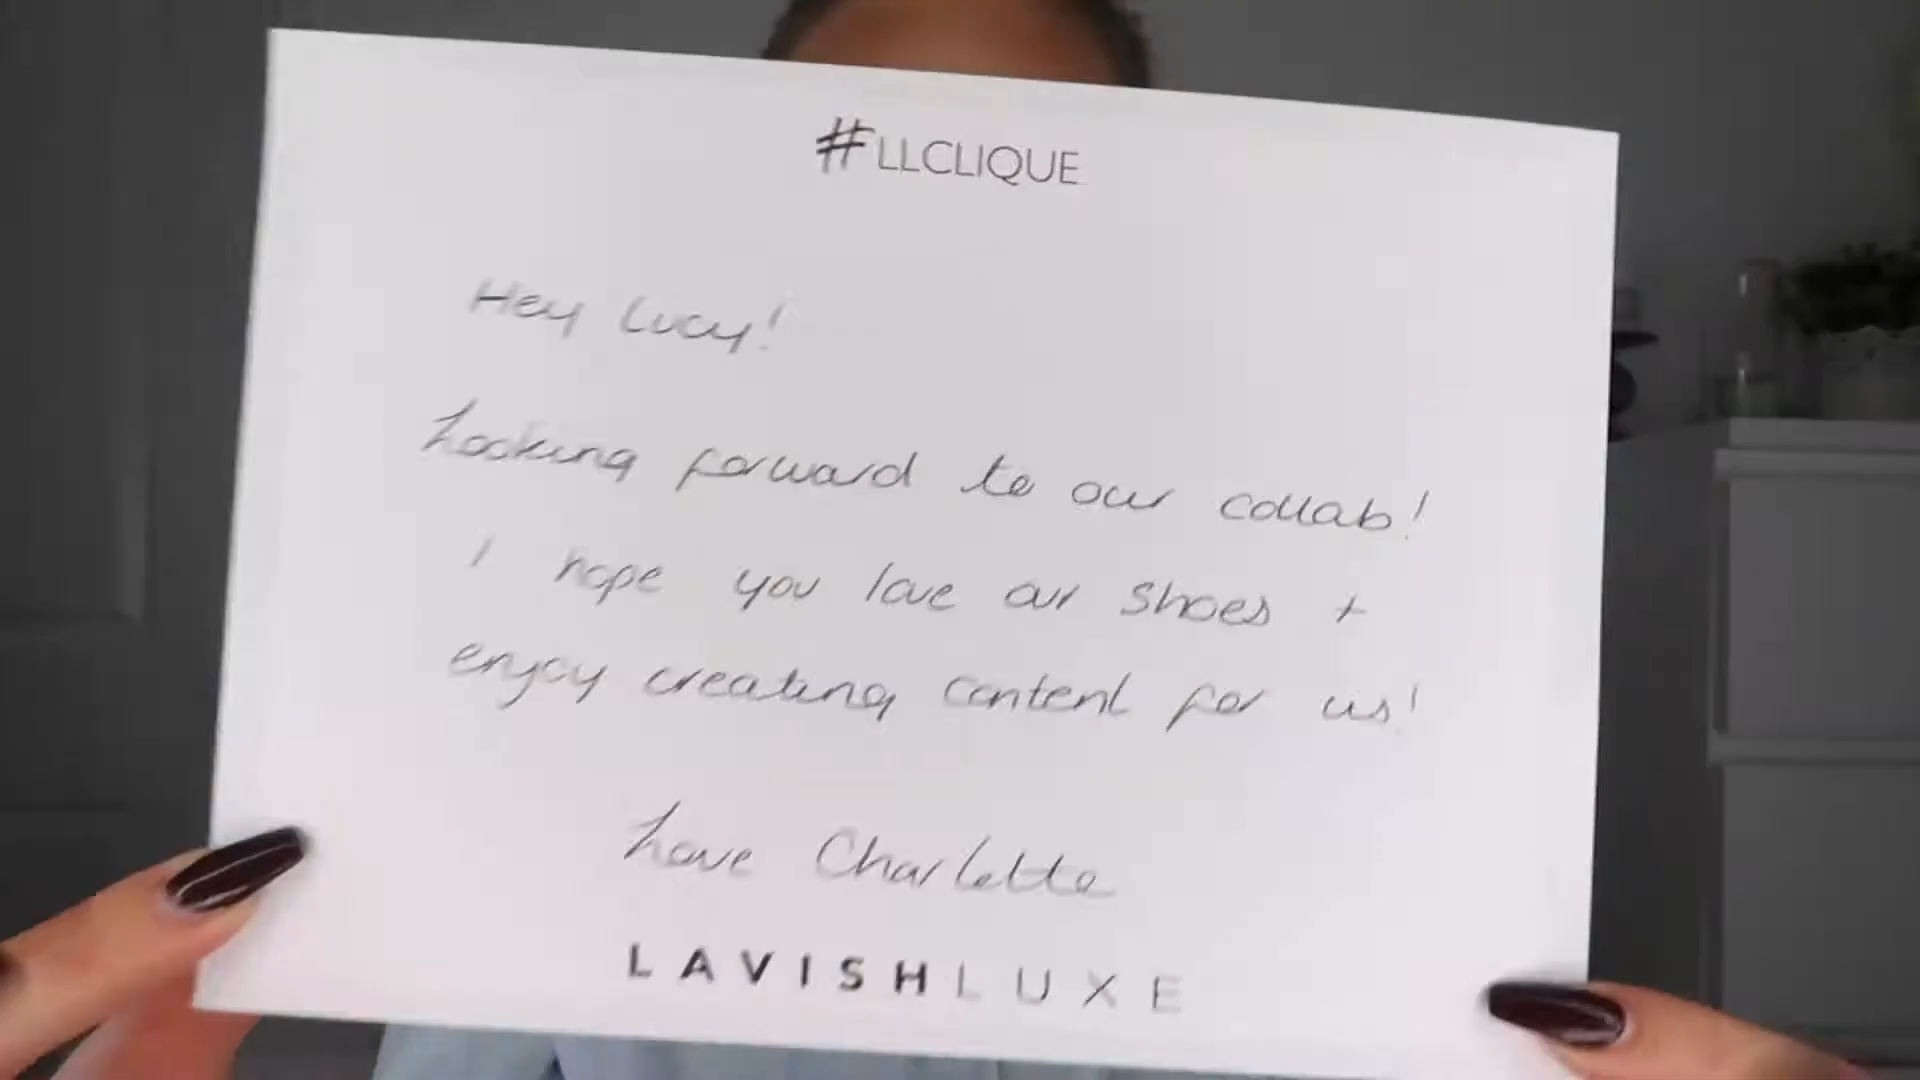 #LLCLIQUE
Hey Lucy!
Looking forward to our collab!
I hope you love our shoes +
enjoy creating content for us!
Love Charlotte
LAVISHLUXE